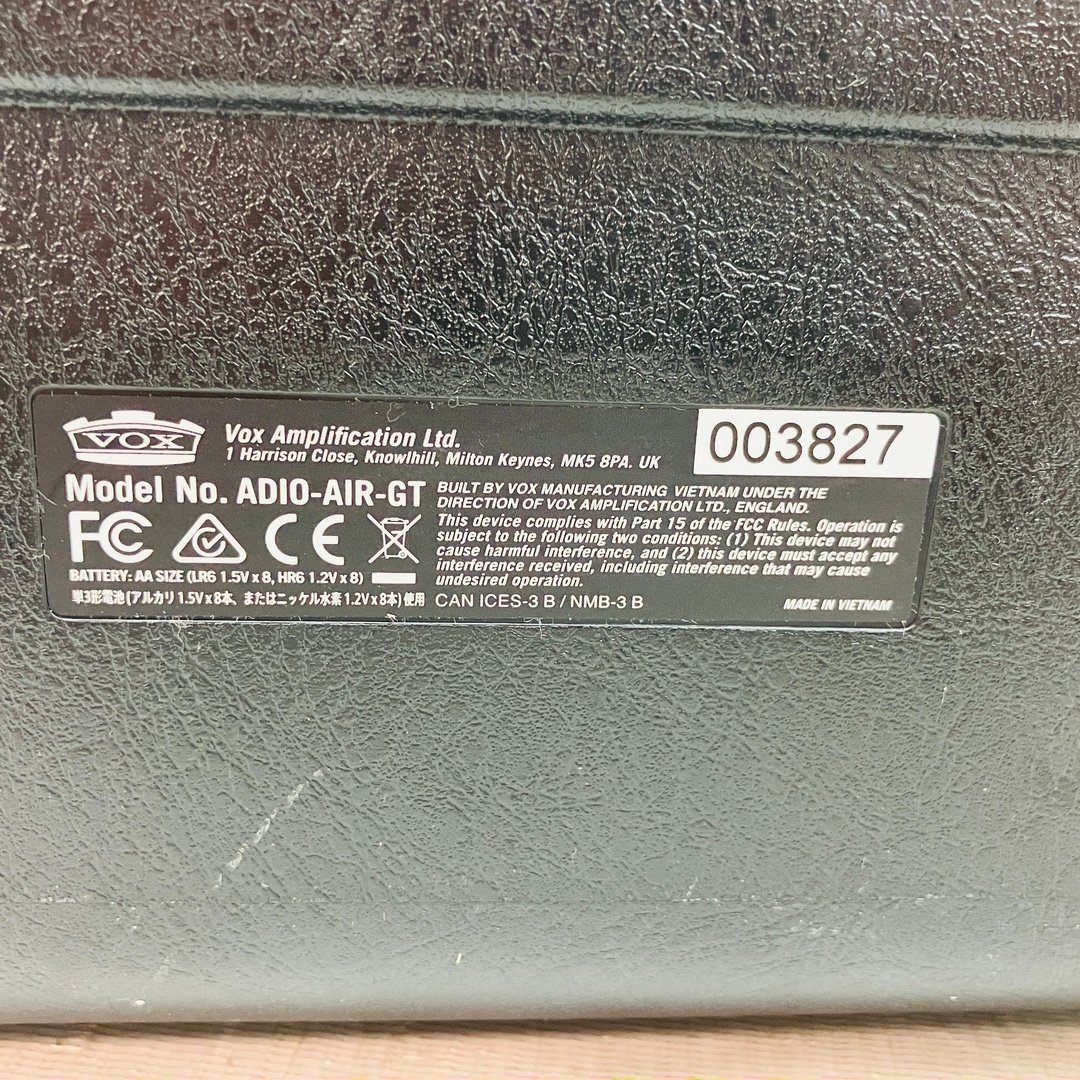 VOX
Vox Amplification Ltd.
1 Harrison Close, Knowlhill, Milton Keynes, MK5 8PA. UK
003827
Model No. ADIO-AIR-GT
FC CE
BATTERY: AA SIZE (LR6 1.5V x 8, HR6 1.2V x 8)
単3形電池 (アルカリ 1.5V x 8本、またはニッケル水素 1.2V x 8本) 使用
BUILT BY VOX MANUFACTURING VIETNAM UNDER THE
DIRECTION OF VOX AMPLIFICATION LTD., ENGLAND.
This device complies with Part 15 of the FCC Rules. Operation is
subject to the following two conditions: (1) This device may not
cause harmful interference, and (2) this device must accept any
interference received, including interference that may cause
undesired operation.
CAN ICES-3 B / NMB-3 B
MADE IN VIETNAM